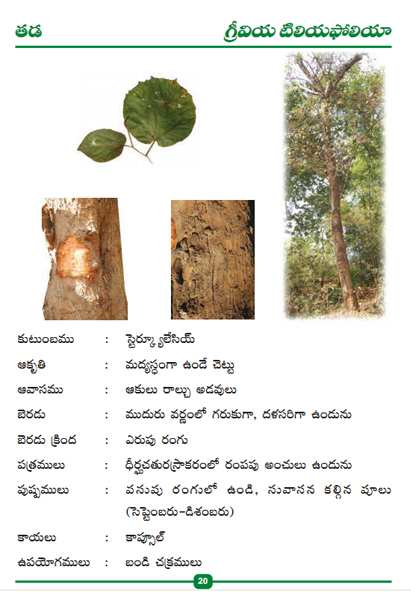 తడ
గ్రీవియ టిలియఫోలియా
కుటుంబము : స్టెర్క్యూలేసియ్
ఆకృతి : మద్యస్ధంగా ఉండే చెట్టు
ఆవాసము : ఆకులు రాల్చు అడవులు
బెరడు : ముదురు వర్ణంలో గరుకుగా, దళసరిగా ఉండును
బెరడు క్రింద : ఎరుపు రంగు
పత్రములు : ధీర్ఘచతురస్రాకరంలో రంపపు అంచులు ఉండును
పుష్పములు : పసుపు రంగులో ఉండి, సువాసన కల్గిన పూలు
(సెప్టెంబరు-డిశంబరు)
కాయలు : కాప్సూల్
ఉపయోగములు : బండి చక్రములు
20